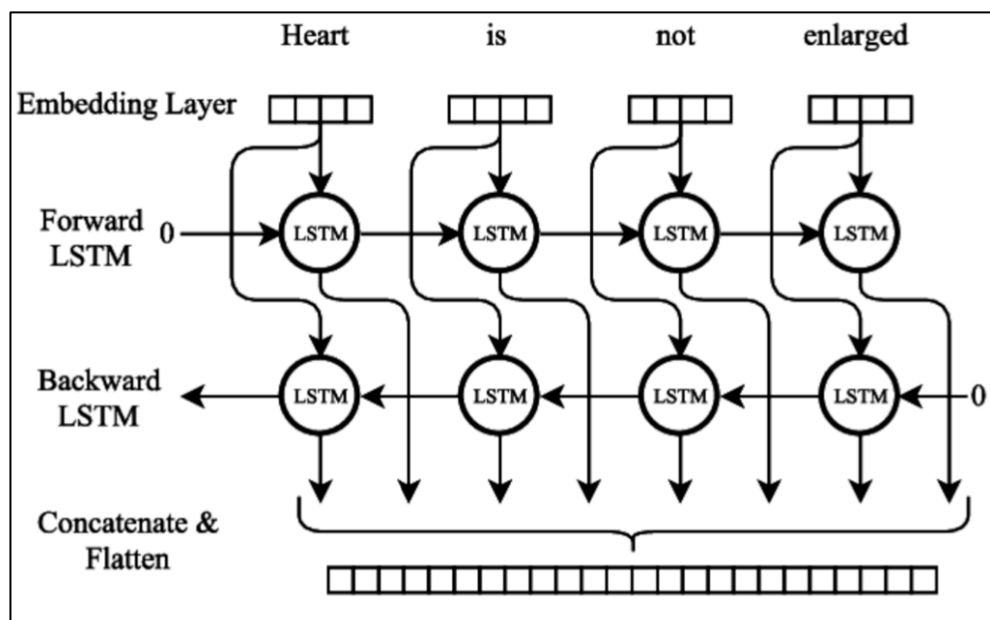 Heart is not enlarged
Embedding Layer
Forward
LSTM
0
LSTM LSTM LSTM LSTM
Backward
LSTM
LSTM LSTM LSTM LSTM
0
Concatenate &
Flatten